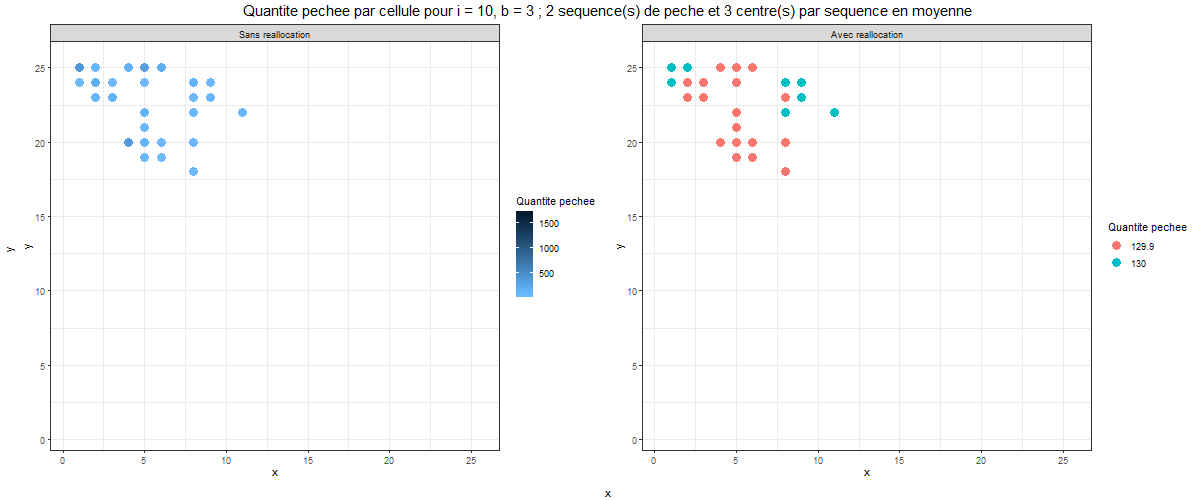 Quantite pechee par cellule pour i = 10, b = 3 ; 2 sequence(s) de peche et 3 centre(s) par sequence en moyenne
Sans reallocation
25
20
15
10
5
0
0 5 10 15 20 25
x
y
y
Quantite pechee
1500
1000
500
Avec reallocation
25
20
15
10
5
0
0 5 10 15 20 25
x
y
Quantite pechee
129.9
130
x